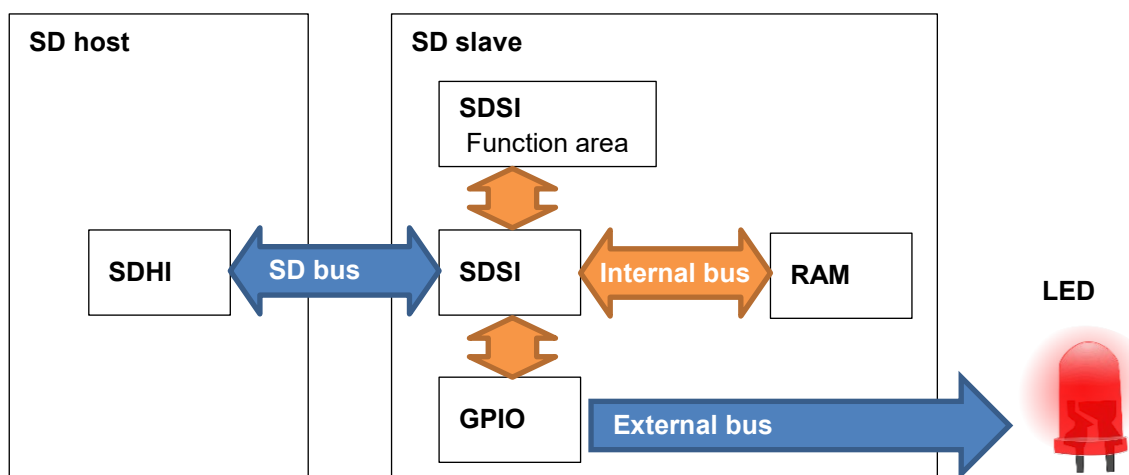 SD host
SD slave
SDSI
Function area
SDHI
SD bus
SDSI
Internal bus
RAM
LED
GPIO
External bus